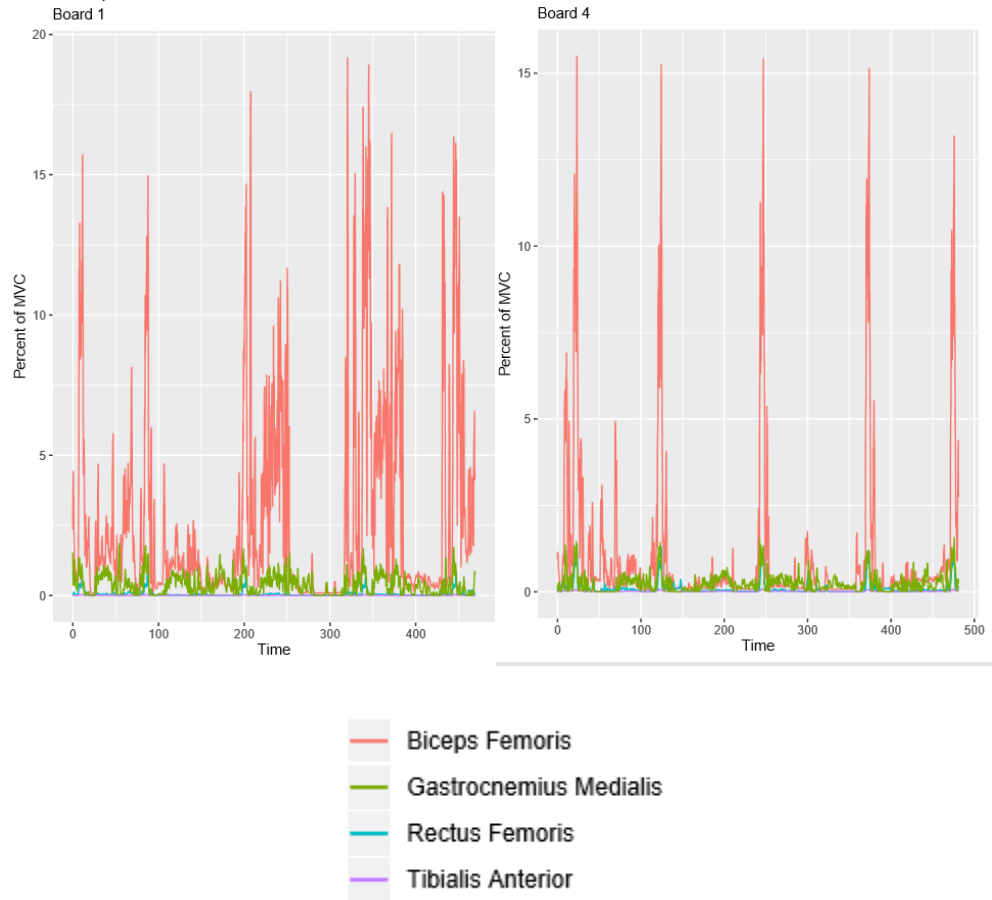 Board 1
20
15
10
5
0
Percent of MVC
0 100 200 300 400
Time
Board 4
15
10
5
0
Percent of MVC
0 100 200 300 400 500
Time
Biceps Femoris
Gastrocnemius Medialis
Rectus Femoris
Tibialis Anterior